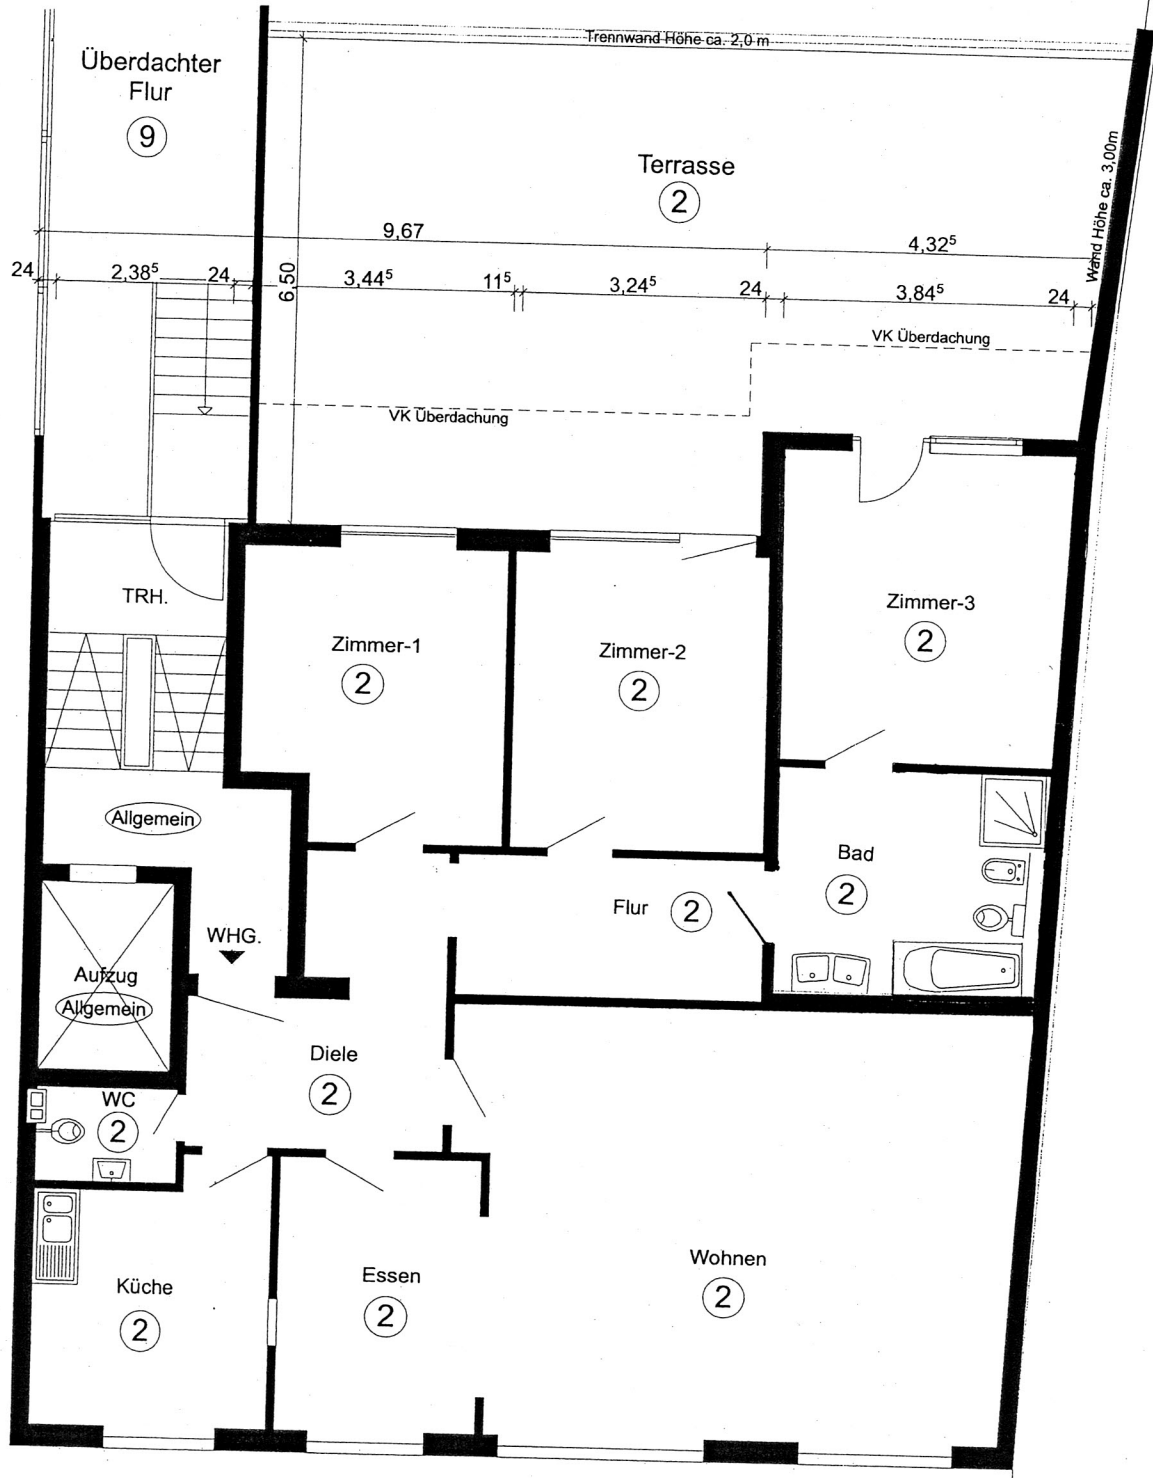 Trennwand Höhe ca. 2,0 m
Überdachter
Flur
9
Terrasse
2
Wand Höhe ca. 3,00m
9,67
4,32⁵
24
2,38⁵
24
6,50
3,44⁵
11⁵
3,24⁵
24
3,84⁵
24
VK Überdachung
VK Überdachung
TRH.
Zimmer-1
2
Zimmer-2
2
Zimmer-3
2
Allgemein
Bad
2
Flur
2
WHG.
Aufzug
Allgemein
Diele
2
WC
2
Küche
2
Essen
2
Wohnen
2